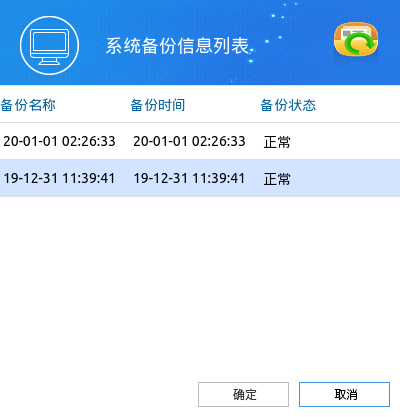 系统备份信息列表
备份名称 备份时间 备份状态
20-01-01 02:26:33 20-01-01 02:26:33 正常
19-12-31 11:39:41 19-12-31 11:39:41 正常
确定 取消